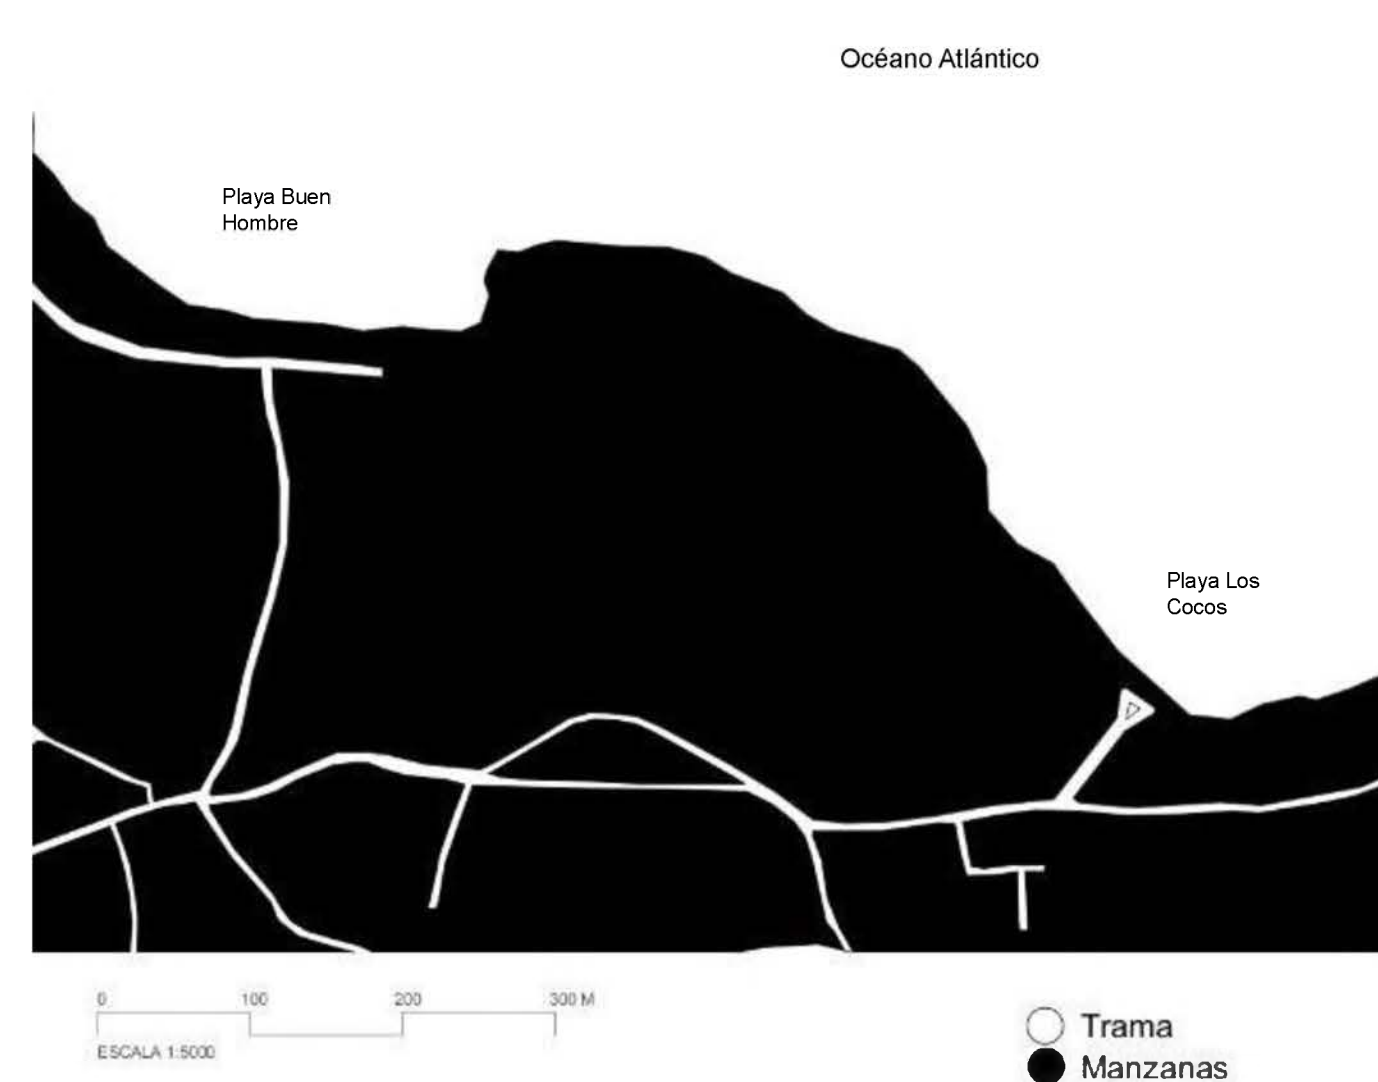 Océano Atlántico
Playa Buen
Hombre
Playa Los
Cocos
0 100 200 300 M
ESCALA 1:5000
Trama
Manzanas